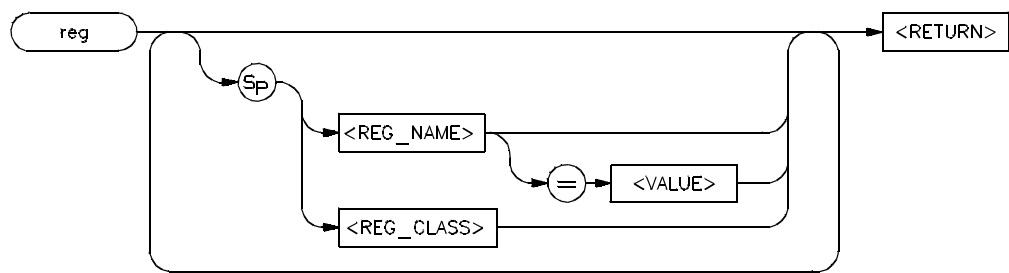 reg
<RETURN>
Sp
<REG_NAME>
=
<VALUE>
<REG_CLASS>